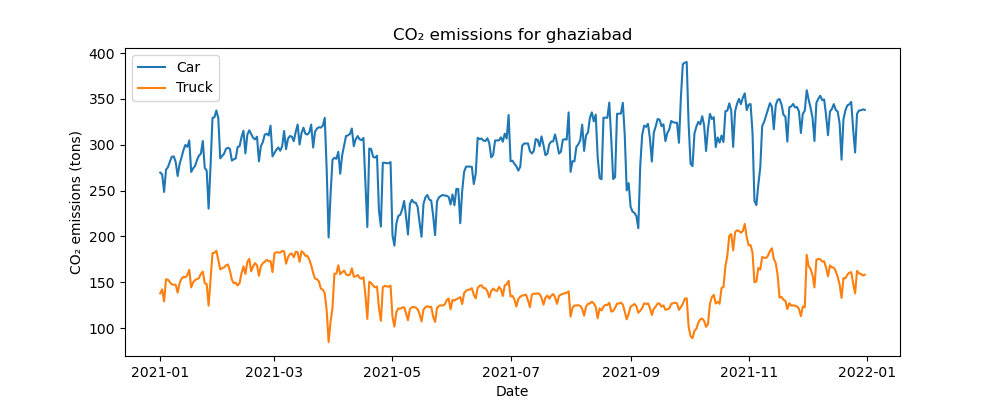 CO₂ emissions for ghaziabad
Car
Truck
CO₂ emissions (tons)
400
350
300
250
200
150
100
2021-01 2021-03 2021-05 2021-07 2021-09 2021-11 2022-01
Date